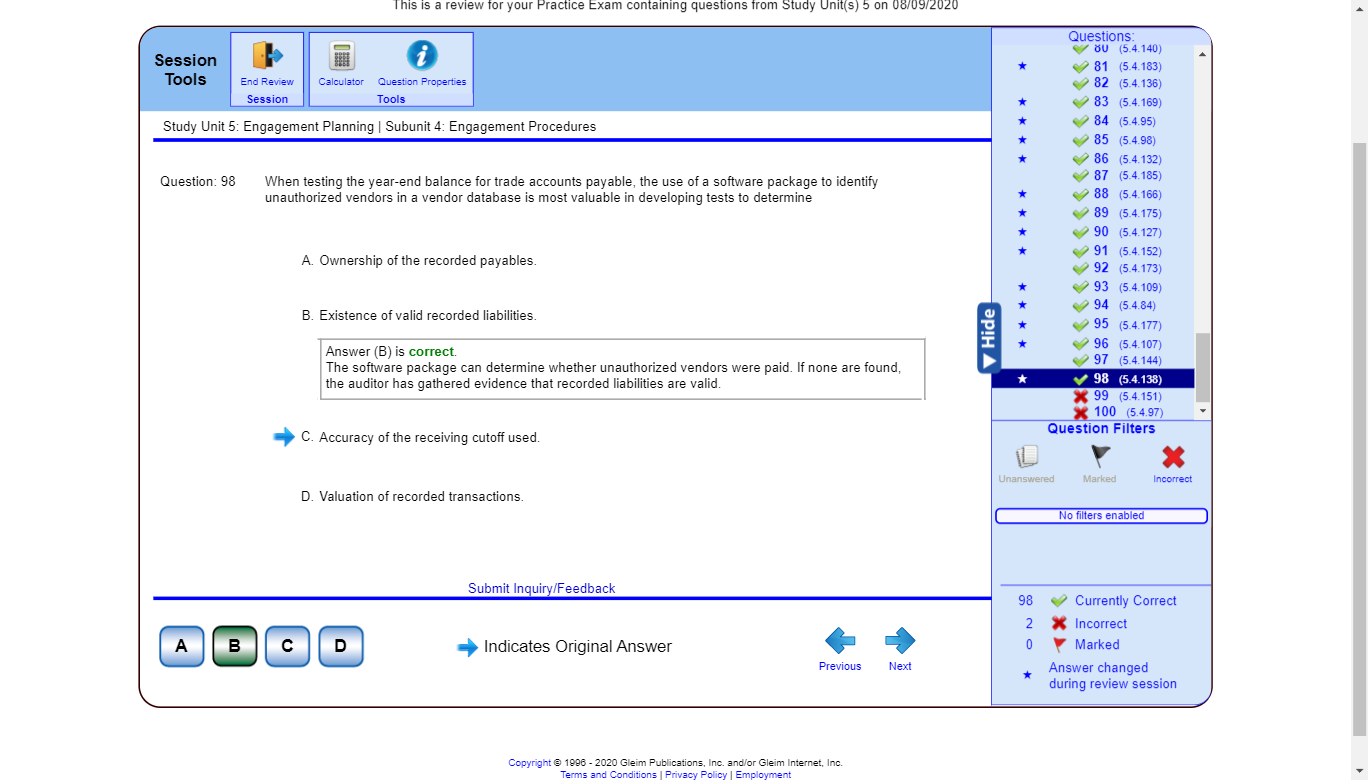 This is a review for your Practice Exam containing questions from Study Unit(s) 5 on 08/09/2020
Session Tools
End Review
Session
Calculator
Question Properties
Tools
Study Unit 5: Engagement Planning | Subunit 4: Engagement Procedures
Question: 98
When testing the year-end balance for trade accounts payable, the use of a software package to identify
unauthorized vendors in a vendor database is most valuable in developing tests to determine
A. Ownership of the recorded payables.
B. Existence of valid recorded liabilities.
Answer (B) is correct.
The software package can determine whether unauthorized vendors were paid. If none are found,
the auditor has gathered evidence that recorded liabilities are valid.
C. Accuracy of the receiving cutoff used.
D. Valuation of recorded transactions.
Submit Inquiry/Feedback
A
B
C
D
Indicates Original Answer
Previous
Next
Hide
Questions:
80 (5.4.140)
81 (5.4.183)
82 (5.4.136)
83 (5.4.169)
84 (5.4.95)
85 (5.4.98)
86 (5.4.132)
87 (5.4.185)
88 (5.4.166)
89 (5.4.175)
90 (5.4.127)
91 (5.4.152)
92 (5.4.173)
93 (5.4.109)
94 (5.4.84)
95 (5.4.177)
96 (5.4.107)
97 (5.4.144)
98 (5.4.138)
99 (5.4.151)
100 (5.4.97)
Question Filters
Unanswered
Marked
Incorrect
No filters enabled
98 Currently Correct
2 Incorrect
0 Marked
Answer changed
during review session
Copyright © 1996 - 2020 Gleim Publications, Inc. and/or Gleim Internet, Inc.
Terms and Conditions | Privacy Policy | Employment